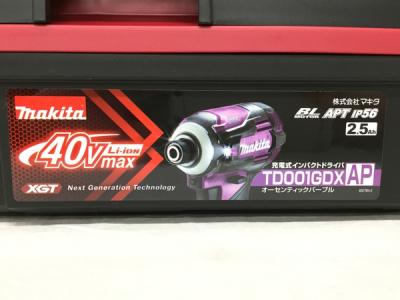 makita
40Vmax Li-ion
XGT Next Generation Technology
makita
BL MOTOR APT IP56
株式会社マキタ
2.5Ah
充電式インパクトドライバ
TD001GDXAP
オーセンティックパープル